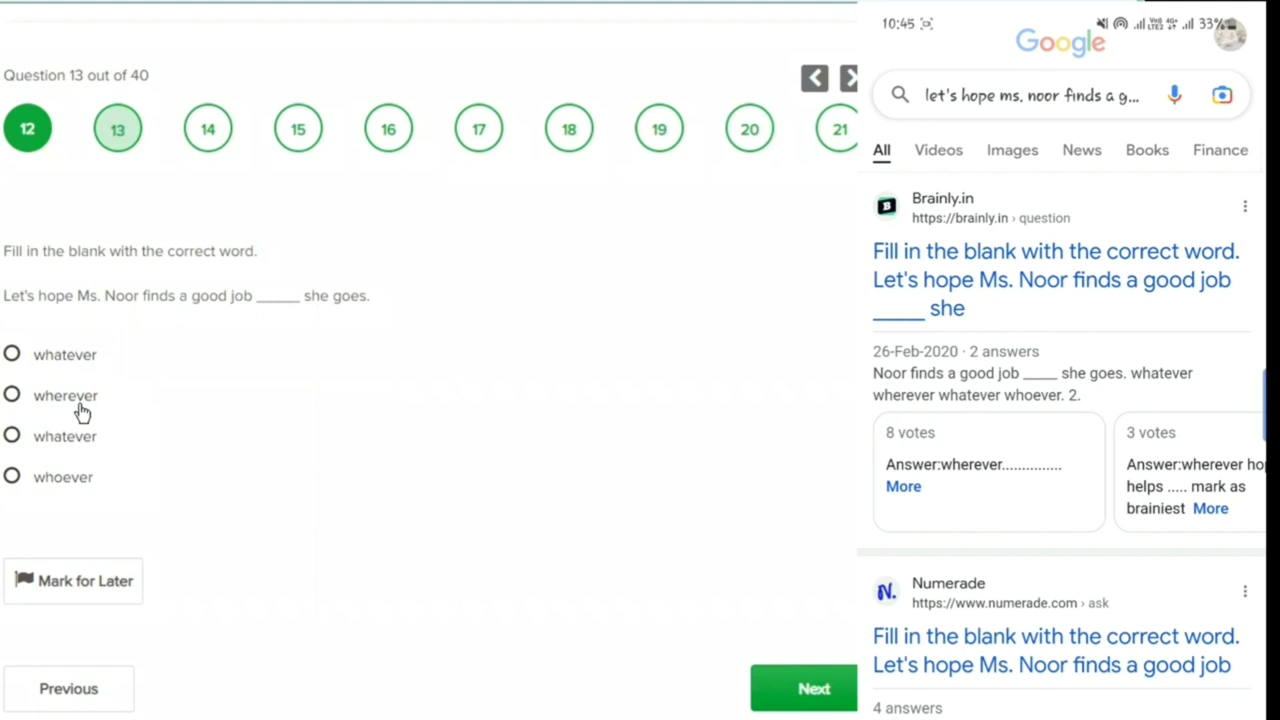 Question 13 out of 40
12 13 14 15 16 17 18 19 20 21
Fill in the blank with the correct word.
Let's hope Ms. Noor finds a good job ______ she goes.
whatever
wherever
whatever
whoever
Mark for Later
Previous
Next
10:45 33%
Google
let's hope ms. noor finds a g...
All Videos Images News Books Finance
Brainly.in
https://brainly.in › question
Fill in the blank with the correct word.
Let's hope Ms. Noor finds a good job
_____ she
26-Feb-2020 · 2 answers
Noor finds a good job ____ she goes. whatever
wherever whatever whoever. 2.
8 votes
Answer:wherever...............
More
3 votes
Answer:wherever ho
helps ..... mark as
brainiest More
N. Numerade
https://www.numerade.com › ask
Fill in the blank with the correct word.
Let's hope Ms. Noor finds a good job
4 answers